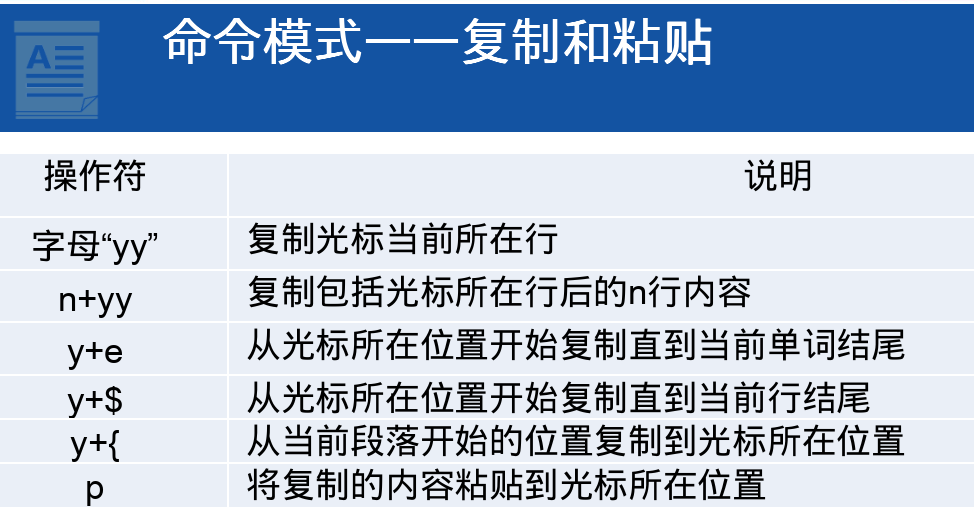 命令模式——复制和粘贴
A
操作符 说明
字母“yy” 复制光标当前所在行
n+yy 复制包括光标所在行后的n行内容
y+e 从光标所在位置开始复制直到当前单词结尾
y+$ 从光标所在位置开始复制直到当前行结尾
y+{ 从当前段落开始的位置复制到光标所在位置
p 将复制的内容粘贴到光标所在位置